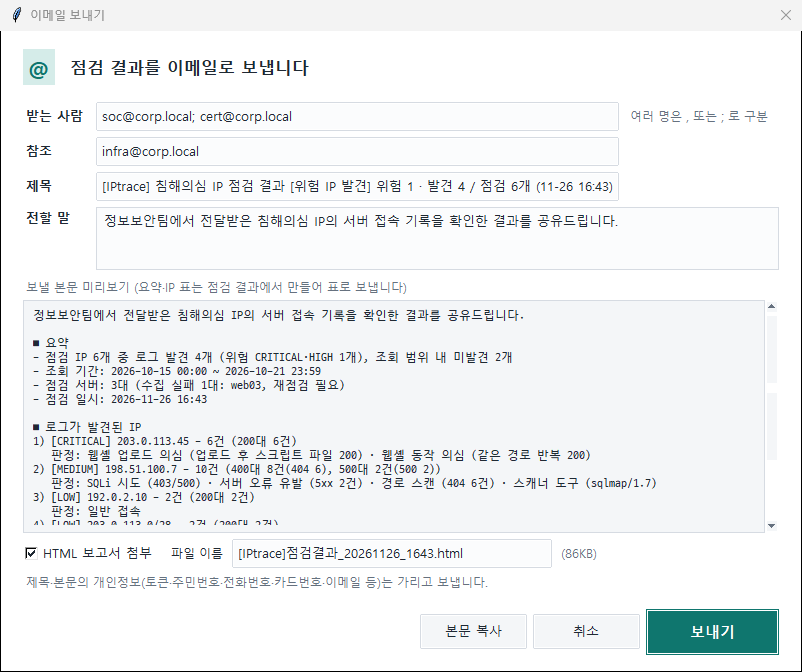 이메일 보내기
@ 점검 결과를 이메일로 보냅니다
받는 사람 soc@corp.local; cert@corp.local 여러 명은 , 또는 ; 로 구분
참조 infra@corp.local
제목 [IPtrace] 침해의심 IP 점검 결과 [위험 IP 발견] 위험 1 · 발견 4 / 점검 6개 (11-26 16:43)
전할 말 정보보안팀에서 전달받은 침해의심 IP의 서버 접속 기록을 확인한 결과를 공유드립니다.
보낼 본문 미리보기 (요약·IP 표는 점검 결과에서 만들어 표로 보냅니다)
정보보안팀에서 전달받은 침해의심 IP의 서버 접속 기록을 확인한 결과를 공유드립니다.
■ 요약
- 점검 IP 6개 중 로그 발견 4개 (위험 CRITICAL·HIGH 1개), 조회 범위 내 미발견 2개
- 조회 기간: 2026-10-15 00:00 ~ 2026-10-21 23:59
- 점검 서버: 3대 (수집 실패 1대: web03, 재점검 필요)
- 점검 일시: 2026-11-26 16:43
■ 로그가 발견된 IP
1) [CRITICAL] 203.0.113.45 - 6건 (200대 6건)
판정: 웹셸 업로드 의심 (업로드 후 스크립트 파일 200) · 웹셸 동작 의심 (같은 경로 반복 200)
2) [MEDIUM] 198.51.100.7 - 10건 (400대 8건(404 6), 500대 2건(500 2))
판정: SQLi 시도 (403/500) · 서버 오류 유발 (5xx 2건) · 경로 스캔 (404 6건) · 스캐너 도구 (sqlmap/1.7)
3) [LOW] 192.0.2.10 - 2건 (200대 2건)
판정: 일반 접속
4) [LOW] 203.0.113.0/28 - 2건 (200대 2건)
HTML 보고서 첨부 파일 이름 [IPtrace]점검결과_20261126_1643.html (86KB)
제목·본문의 개인정보(토큰·주민번호·전화번호·카드번호·이메일 등)는 가리고 보냅니다.
본문 복사 취소 보내기